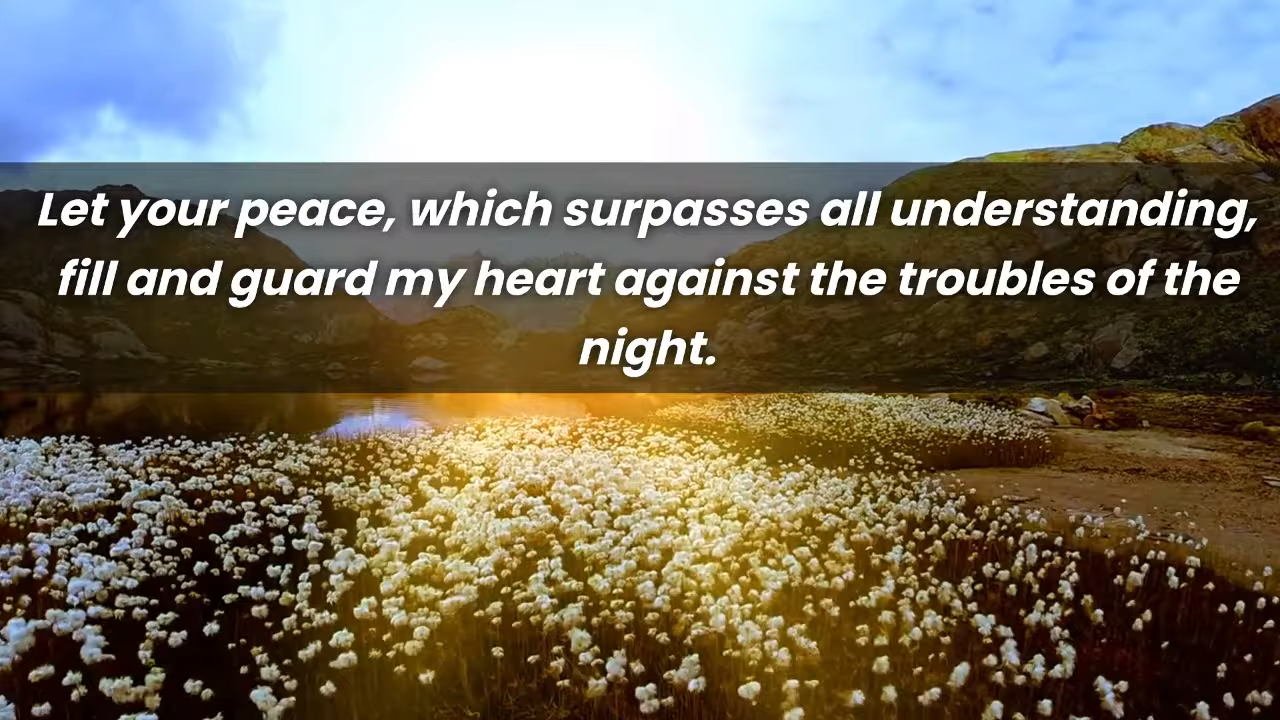 Let your peace, which surpasses all understanding,
fill and guard my heart against the troubles of the
night.